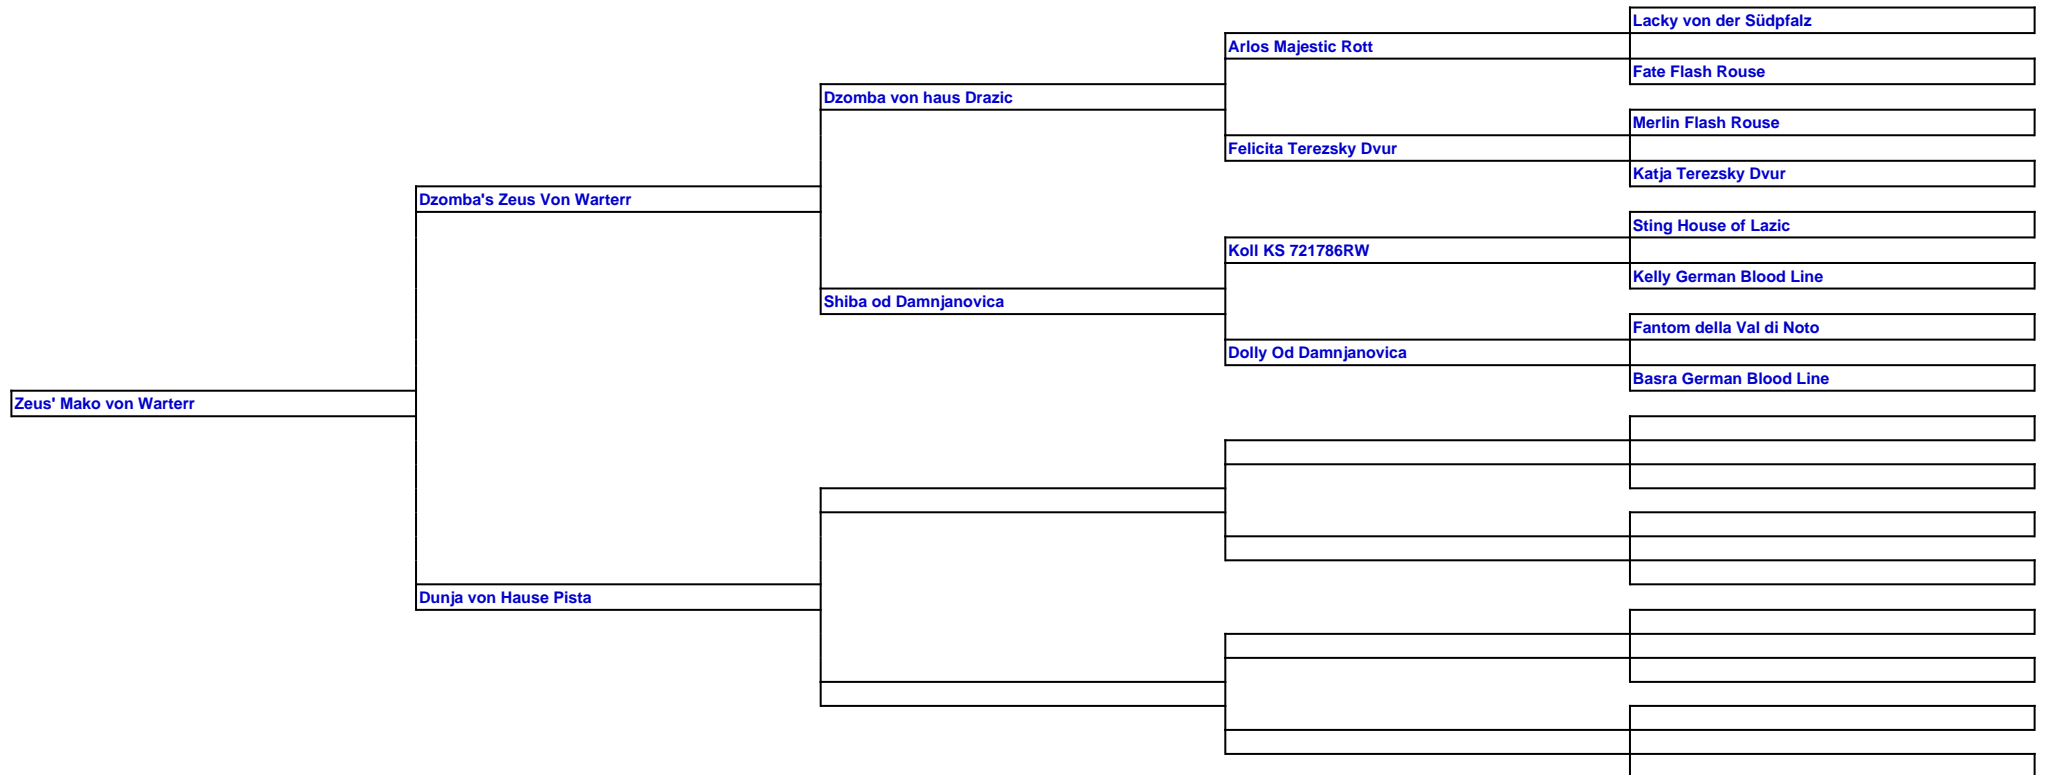 Lacky von der Südpfalz
Arlos Majestic Rott
Fate Flash Rouse
Dzomba von haus Drazic
Merlin Flash Rouse
Felicita Terezsky Dvur
Katja Terezsky Dvur
Dzomba's Zeus Von Warterr
Sting House of Lazic
Koll KS 721786RW
Kelly German Blood Line
Shiba od Damnjanovica
Fantom della Val di Noto
Dolly Od Damnjanovica
Basra German Blood Line
Zeus' Mako von Warterr
Dunja von Hause Pista